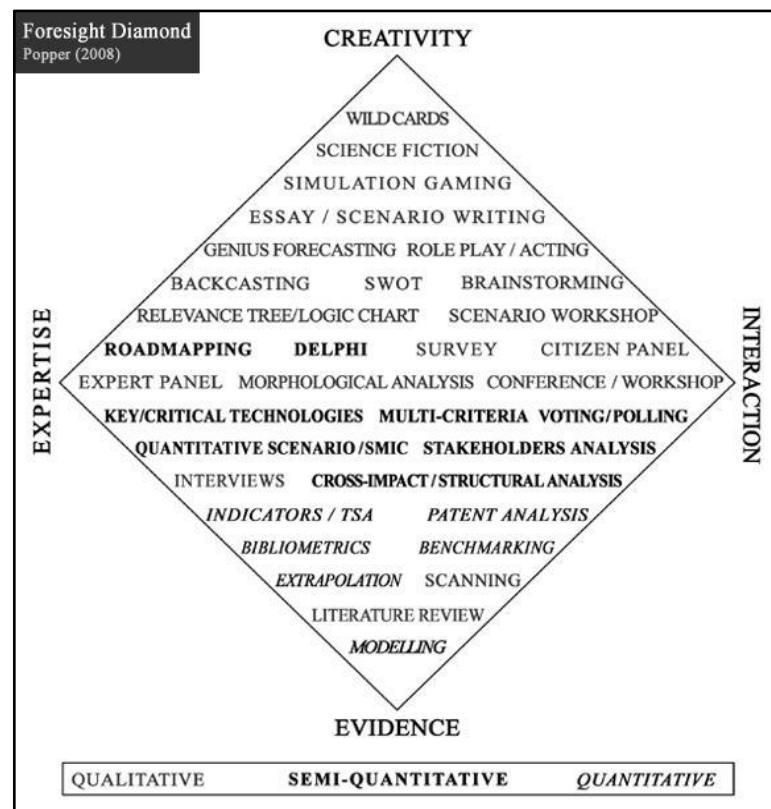 Foresight Diamond
Popper (2008)
CREATIVITY
WILD CARDS
SCIENCE FICTION
SIMULATION GAMING
ESSAY / SCENARIO WRITING
GENIUS FORECASTING ROLE PLAY / ACTING
BACKCASTING SWOT BRAINSTORMING
RELEVANCE TREE/LOGIC CHART SCENARIO WORKSHOP
ROADMAPPING DELPHI SURVEY CITIZEN PANEL
EXPERT PANEL MORPHOLOGICAL ANALYSIS CONFERENCE / WORKSHOP
KEY/CRITICAL TECHNOLOGIES MULTI-CRITERIA VOTING/POLLING
QUANTITATIVE SCENARIO/SMIC STAKEHOLDERS ANALYSIS
INTERVIEWS CROSS-IMPACT / STRUCTURAL ANALYSIS
INDICATORS / TSA PATENT ANALYSIS
BIBLIOMETRICS BENCHMARKING
EXTRAPOLATION SCANNING
LITERATURE REVIEW
MODELLING
EXPERTISE
INTERACTION
EVIDENCE
QUALITATIVE SEMI-QUANTITATIVE QUANTITATIVE